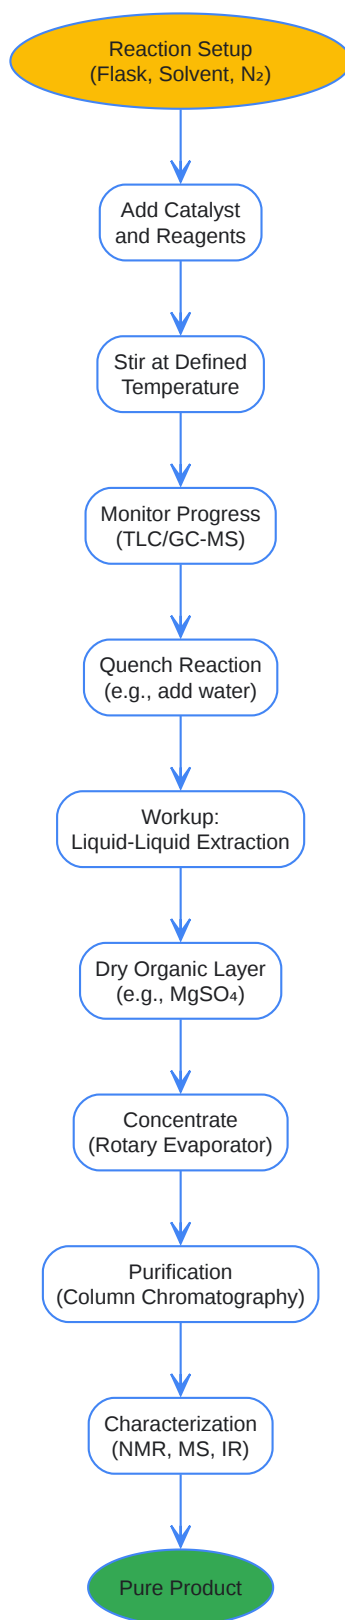 Reaction Setup
(Flask, Solvent, N₂)
Add Catalyst
and Reagents
Stir at Defined
Temperature
Monitor Progress
(TLC/GC-MS)
Quench Reaction
(e.g., add water)
Workup:
Liquid-Liquid Extraction
Dry Organic Layer
(e.g., MgSO₄)
Concentrate
(Rotary Evaporator)
Purification
(Column Chromatography)
Characterization
(NMR, MS, IR)
Pure Product